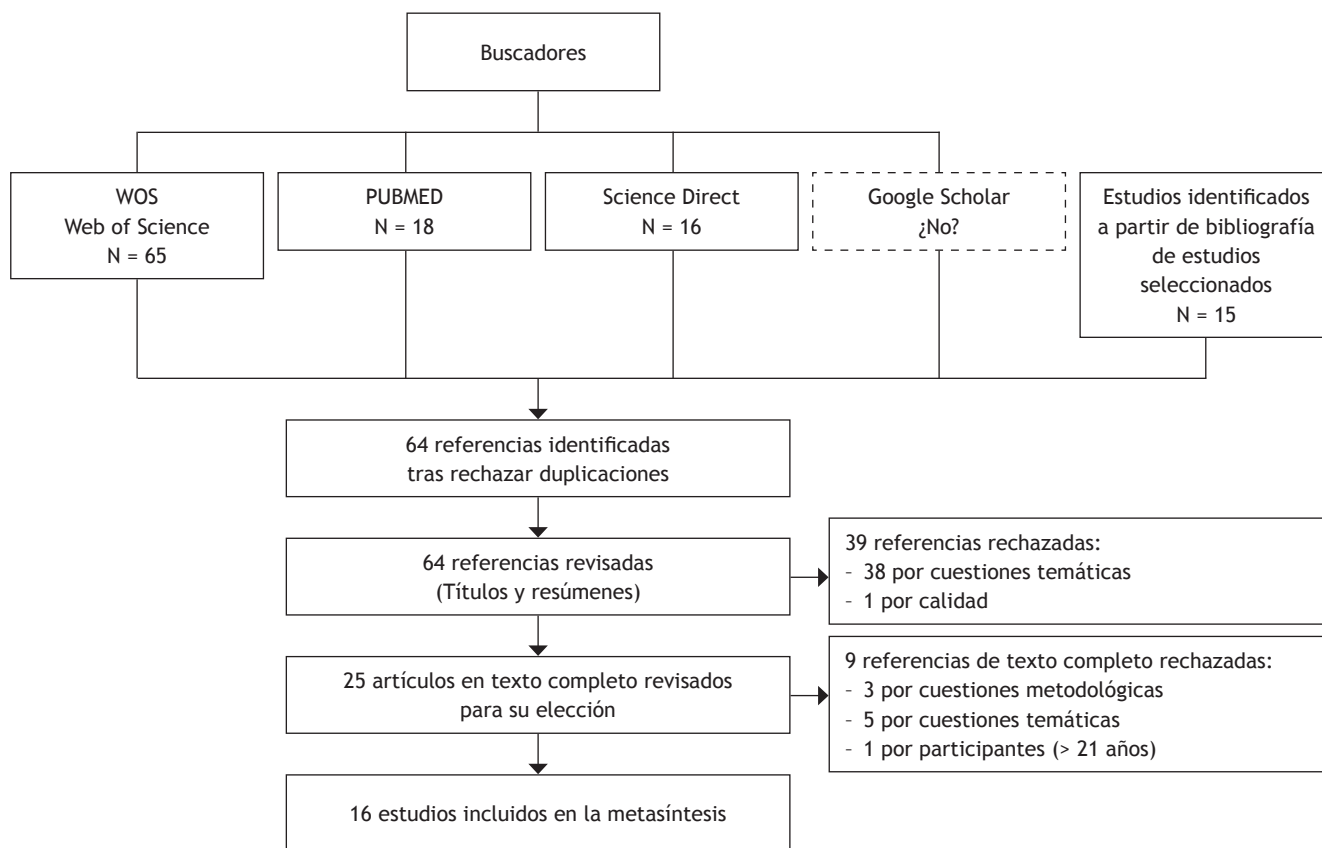 Buscadores
WOS
Web of Science
N = 65
PUBMED
N = 18
Science Direct
N = 16
Google Scholar
¿No?
Estudios identificados
a partir de bibliografía
de estudios
seleccionados
N = 15
64 referencias identificadas
tras rechazar duplicaciones
64 referencias revisadas
(Títulos y resúmenes)
39 referencias rechazadas:
- 38 por cuestiones temáticas
- 1 por calidad
25 artículos en texto completo revisados
para su elección
9 referencias de texto completo rechazadas:
- 3 por cuestiones metodológicas
- 5 por cuestiones temáticas
- 1 por participantes (> 21 años)
16 estudios incluidos en la metasíntesis